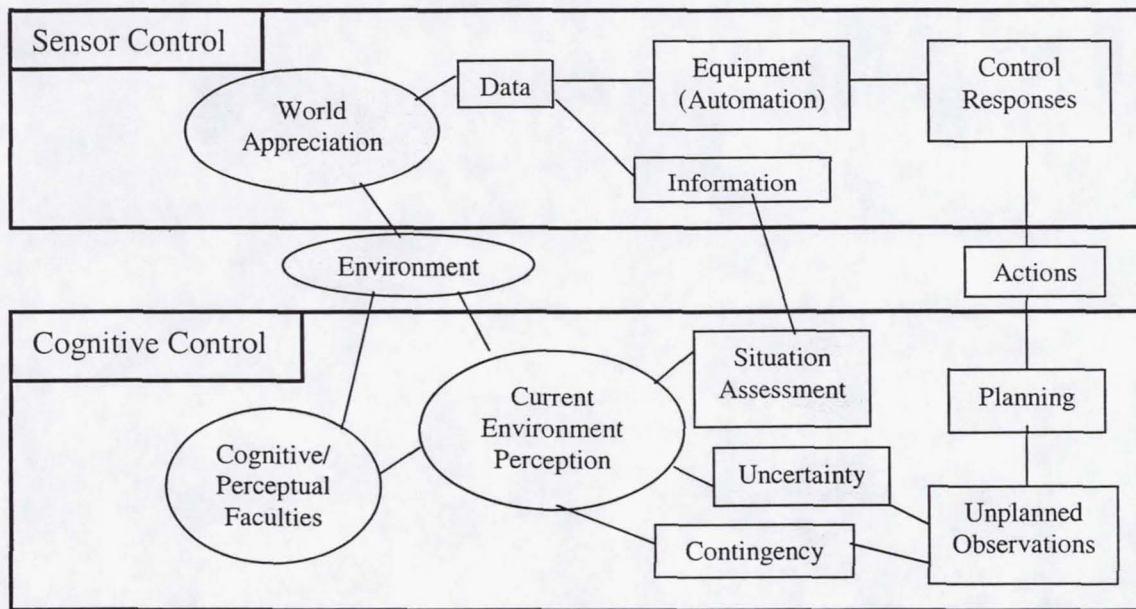 Sensor Control
World
Appreciation
Data
Equipment
(Automation)
Control
Responses
Information
Environment
Actions
Cognitive Control
Cognitive/
Perceptual
Faculties
Current
Environment
Perception
Situation
Assessment
Planning
Uncertainty
Contingency
Unplanned
Observations